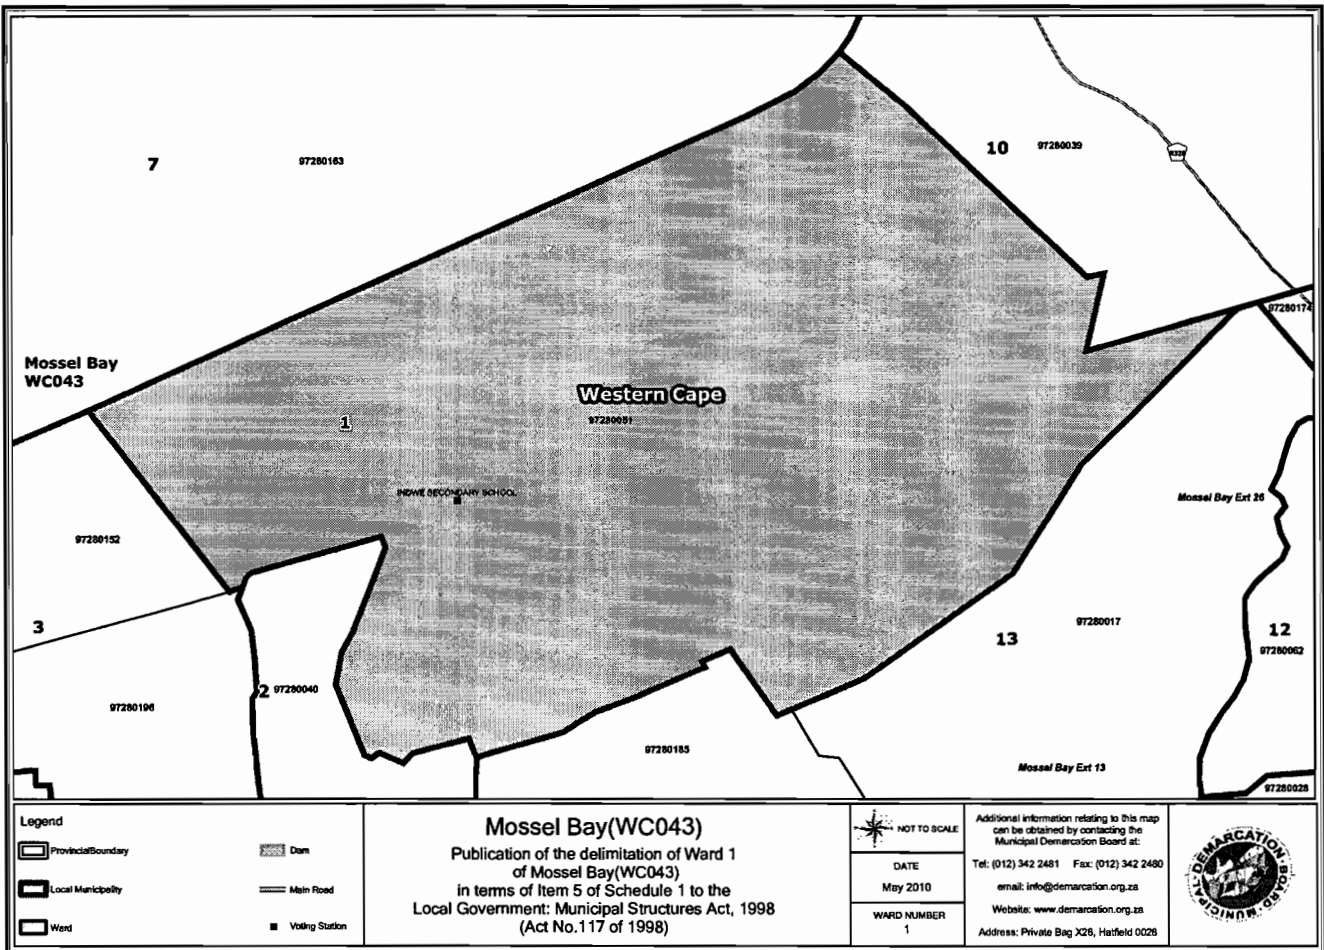 7
97280163
10
97280039
R328
97280174
Mossel Bay
WC043
Western Cape
97280051
1
INDWE SECONDARY SCHOOL
Mossel Bay Ext 26
97280152
3
97280017
13
12
97280062
2 97280040
97280196
97280185
Mossel Bay Ext 13
97280028
Legend
ProvincialBoundary
Dam
Local Municipality
Main Road
Ward
Voting Station
Mossel Bay(WC043)
Publication of the delimitation of Ward 1
of Mossel Bay(WC043)
in terms of Item 5 of Schedule 1 to the
Local Government: Municipal Structures Act, 1998
(Act No.117 of 1998)
NOT TO SCALE
DATE
May 2010
WARD NUMBER
1
Additional information relating to this map
can be obtained by contacting the
Municipal Demarcation Board at:
Tel: (012) 342 2481 Fax: (012) 342 2480
email: info@demarcation.org.za
Website: www.demarcation.org.za
Address: Private Bag X28, Hatfield 0028
MUNICIPAL DEMARCATION BOARD